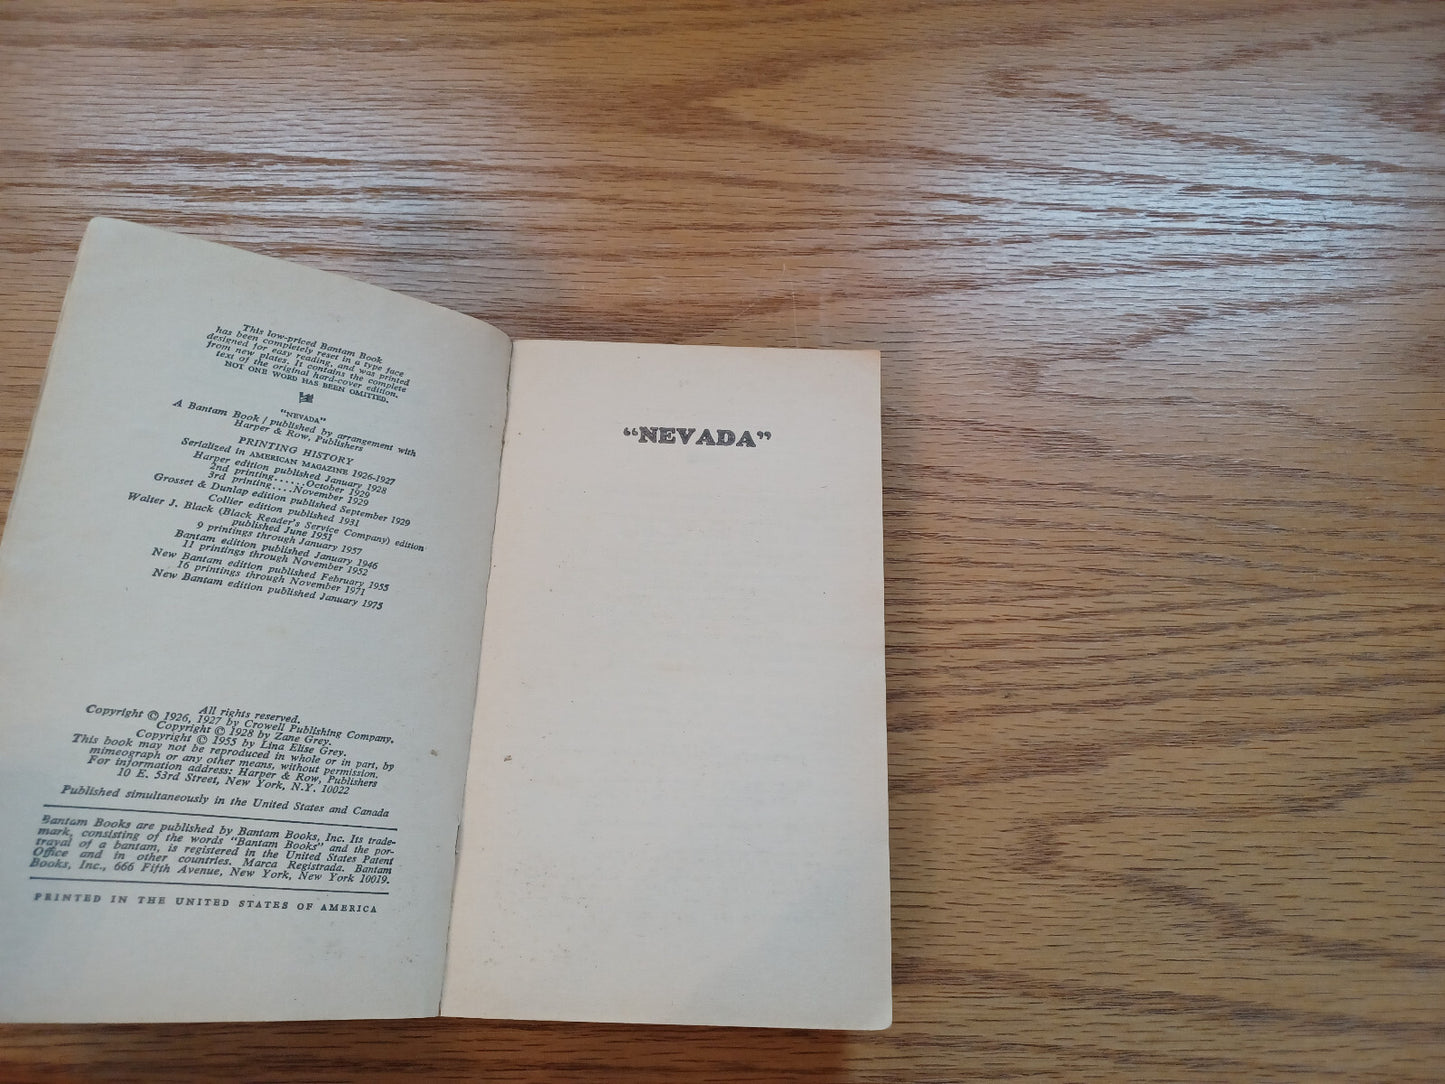 This low-priced Bantam Book
has been completely reset in a type face
designed for easy reading, and was printed
from new plates. It contains the complete
text of the original hard-cover edition.
NOT ONE WORD HAS BEEN OMITTED.
"NEVADA"
A Bantam Book / published by arrangement with
Harper & Row, Publishers
PRINTING HISTORY
Serialized in AMERICAN MAGAZINE 1926-1927
Harper edition published January 1928
2nd printing......October 1929
3rd printing....November 1929
Grosset & Dunlap edition published September 1929
Collier edition published 1931
Walter J. Black (Black Reader's Service Company) edition
published June 1951
9 printings through January 1957
Bantam edition published January 1946
11 printings through November 1952
New Bantam edition published February 1955
16 printings through November 1971
New Bantam edition published January 1975
All rights reserved.
Copyright © 1926, 1927 by Crowell Publishing Company.
Copyright © 1928 by Zane Grey.
Copyright © 1955 by Lina Elise Grey.
This book may not be reproduced in whole or in part, by
mimeograph or any other means, without permission.
For information address: Harper & Row, Publishers
10 E. 53rd Street, New York, N.Y. 10022
Published simultaneously in the United States and Canada
Bantam Books are published by Bantam Books, Inc. Its trade-
mark, consisting of the words "Bantam Books" and the por-
trayal of a bantam, is registered in the United States Patent
Office and in other countries. Marca Registrada. Bantam
Books, Inc., 666 Fifth Avenue, New York, New York 10019.
PRINTED IN THE UNITED STATES OF AMERICA
"NEVADA"